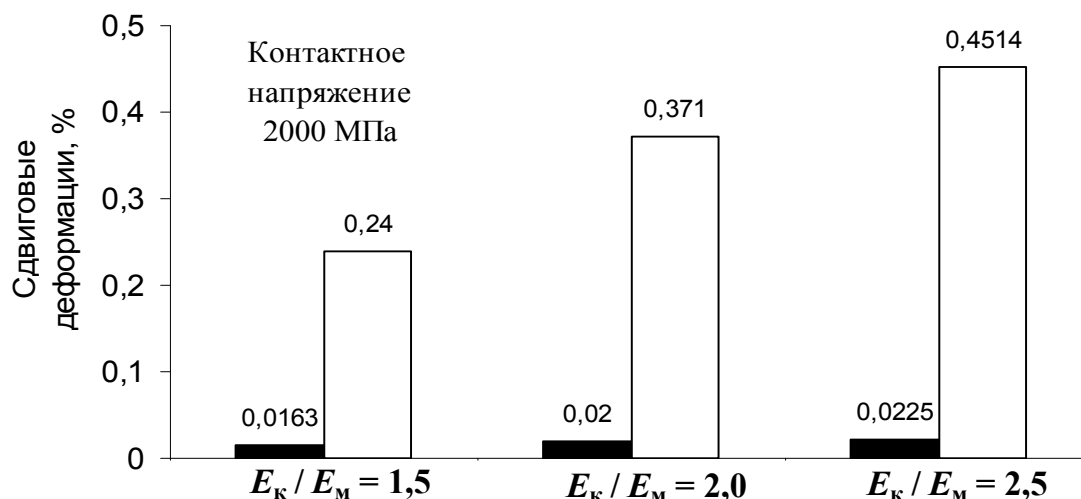 Сдвиговые
деформации, %
0,5
0,4
0,3
0,2
0,1
0
Контактное
напряжение
2000 МПа
0,0163
0,24
0,02
0,371
0,0225
0,4514
Eк / Eм = 1,5
Eк / Eм = 2,0
Eк / Eм = 2,5